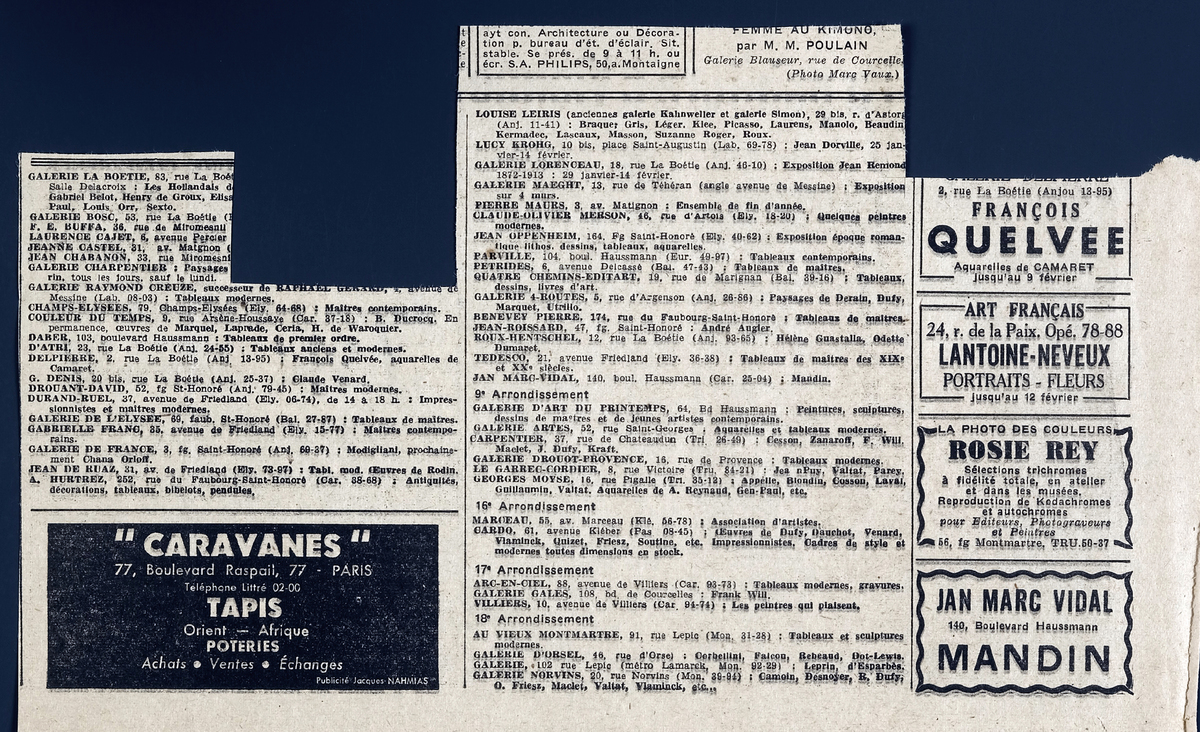 GALERIE LA BOETIE, 83, rue La Boét
Salle Delacroix : Les Hollandais d
Gabriel Belot, Henry de Groux, Elisa
Paul, Louis Orr, Sexto.
GALERIE BOSC, 53, rue La Boétie (
F. E. BUFFA, 36, rue de Miromesnil
LAURENCE CAJET, 6, avenue Percier
JEANNE CASTEL, 31, av. Matignon (
JEAN CHABANON, 33, rue Miromesni
GALERIE CHARPENTIER : Paysages
rin, tous les jours, sauf le lundi.
GALERIE RAYMOND CREUZE, successeur de RAPHAEL GERARD, 4, avenue de
Messine (Lab. 08-03) : Tableaux modernes.
CHAMPS-ELYSEES, 79, Champs-Elysées (Ely. 64-68) : Maîtres contemporains.
COULEUR DU TEMPS, 9, rue Arsène-Houssaye (Car. 37-18) : B. Ducrocq. En
permanence, œuvres de Marquel, Laprade, Ceria, H. de Waroquier.
DABER, 103, boulevard Haussmann : Tableaux de premier ordre.
D'ATRI, 23, rue La Boétie (Anj. 24-55) : Tableaux anciens et modernes.
DELPIERRE, 2, rue La Boétie (Anj. 13-95) : François Quelvée, aquarelles de
Camaret.
G. DENIS, 20 bis, rue La Boétie (Anj. 25-37) : Claude Venard.
DROUANT-DAVID, 52, fg St-Honoré (Anj. 79-45) : Maîtres modernes.
DURAND-RUEL, 37, avenue de Friedland (Ely. 06-74), de 14 à 18 h. : Impres-
sionnistes et maîtres modernes.
GALERIE DE L'ELYSEE, 69, faub. St-Honoré (Bal. 27-87) : Tableaux de maîtres.
GABRIELLE FRANC, 35, avenue de Friedland (Ely. 15-77) : Maîtres contempo-
rains.
GALERIE DE FRANCE, 3, fg. Saint-Honoré (Anj. 69-37) : Modigliani, prochaine-
ment Chana Orloff.
JEAN DE RUAZ, 31, av. de Friedland (Ely. 73-97) : Tabl. mod. Œuvres de Rodin.
A. HURTREZ, 252, rue du Faubourg-Saint-Honoré (Car. 38-68) : Antiquités,
décorations, tableaux, bibelots, pendules.
" CARAVANES "
77, Boulevard Raspail, 77 - PARIS
Téléphone Littré 02-00
TAPIS
Orient — Afrique
POTERIES
Achats • Ventes • Échanges
Publicité Jacques NAHMIAS
ayt con. Architecture ou Décora-
tion p. bureau d'ét. d'éclair. Sit.
stable. Se prés. de 9 à 11 h. ou
écr. S.A. PHILIPS, 50,a.Montaigne
FEMME AU KIMONO,
par M. M. POULAIN
Galerie Blauseur, rue de Courcelle
(Photo Marc Vaux.)
LOUISE LEIRIS (anciennes galerie Kahnweller et galerie Simon), 29 bis, r. d'Astorg
(Anj. 11-41) : Braque; Gris, Léger. Klee, Picasso, Laurens, Manolo, Beaudin
Kermadec, Lascaux, Masson, Suzanne Roger, Roux.
LUCY KROHG, 10 bis, place Saint-Augustin (Lab. 69-78) : Jean Dorville, 25 jan-
vier-14 février.
GALERIE LORENCEAU, 18, rue La Boétie (Anj. 46-10) : Exposition Jean Remond
1872-1913 : 29 janvier-14 février.
GALERIE MAEGHT, 13, rue de Téhéran (angle avenue de Messine) : Exposition
sur 4 murs.
PIERRE MAURS, 3, av. Matignon : Ensemble de fin d'année.
CLAUDE-OLIVIER MERSON, 46, rue d'Artois (Ely. 18-20) : Quelques peintres
modernes.
JEAN OPPENHEIM, 164, Fg Saint-Honoré (Ely. 40-62) : Exposition époque roman-
tique lithos. dessins, tableaux, aquarelles.
PARVILLE, 104, boul. Haussmann (Eur. 49-97) : Tableaux contemporains.
PETRIDES, 6, avenue Delcassé (Bal. 47-43) : Tableaux de maîtres.
QUATRE CHEMINS-EDITART, 19, rue de Marignan (Bal. 39-16) : Tableaux,
dessins, livres d'art.
GALERIE 4-ROUTES, 5, rue d'Argenson (Anj. 26-86) : Paysages de Derain, Dufy,
Marquet, Utrillo.
BENEVEY PIERRE, 174, rue du Faubourg-Saint-Honoré : Tableaux de maîtres.
JEAN-ROISSARD, 47, fg. Saint-Honoré : André Angler.
ROUX-HENTSCHEL, 12, rue La Boétie (Anj. 93-65) : Hélène Guastalla, Odette
Dumaret.
TEDESCO, 21, avenue Friedland (Ely. 36-38) : Tableaux de maîtres des XIXe
et XXe siècles.
JAN MARC-VIDAL, 140, boul. Haussmann (Car. 25-04) : Mandin.
9e Arrondissement
GALERIE D'ART DU PRINTEMPS, 64, Bd Haussmann : Peintures, sculptures,
dessins de maîtres et de jeunes artistes contemporains.
GALERIE ARTES, 52, rue Saint-Georges : Aquarelles et tableaux modernes.
CARPENTIER, 37, rue de Chateaudun (Tri. 26-49) : Cesson, Zanaroff, F. Will,
Maclet, J. Dufy, Kraft.
GALERIE DROUOT-PROVENCE, 16, rue de Provence : Tableaux modernes.
LE GARREC-CORDIER, 8, rue Victoire (Tru. 84-21) : Jea nPuy, Valtat, Parey.
GEORGES MOYSE, 16, rue Pigalle (Tri. 35-12) : Appelle, Blondin, Cosson, Laval,
Guillaumin, Valtat, Aquarelles de A. Reynaud, Gen-Paul, etc.
16e Arrondissement
MARCEAU, 55, av. Marceau (Klé. 56-78) : Association d'artistes.
CARDO, 61, avenue Kléber (Pas 08-45) : Œuvres de Dufy, Dauchot, Venard,
Vlaminck, Quizet, Friesz, Soutine, etc. Impressionnistes. Cadres de style et
modernes toutes dimensions en stock.
17e Arrondissement
ARC-EN-CIEL, 88, avenue de Villiers (Car. 93-73) : Tableaux modernes, gravures.
GALERIE GALES, 108, bd. de Courcelles : Frank Will.
VILLIERS, 10, avenue de Villiers (Car. 94-74) : Les peintres qui plaisent.
18e Arrondissement
AU VIEUX MONTMARTRE, 91, rue Lepic (Mon. 31-28) : Tableaux et sculptures
modernes.
GALERIE D'ORSEL, 46, rue d'Orsel : Corbellini, Falcou, Rebeaud, Dot-Lewis.
GALERIE, 102 rue Lepic (métro Lamarck, Mon. 92-29) : Leprin, d'Esparbès.
GALERIE NORVINS, 20, rue Norvins (Mon. 39-94) : Camoin, Desnoyer, R. Dufy,
O. Friesz, Maclet, Valtat, Vlaminck, etc...
2, rue La Boétie (Anjou 13-95)
FRANÇOIS
QUELVEE
Aquarelles de CAMARET
jusqu'au 9 février
ART FRANÇAIS
24, r. de la Paix, Opé. 78-88
LANTOINE-NEVEUX
PORTRAITS - FLEURS
jusqu'au 12 février
LA PHOTO DES COULEURS
ROSIE REY
Sélections trichromes
à fidélité totale, en atelier
et dans les musées.
Reproduction de Kodachromes
et autochromes
pour Editeurs, Photograveurs
et Peintres
56, fg Montmartre, TRU.50-37
JAN MARC VIDAL
140, Boulevard Haussmann
MANDIN